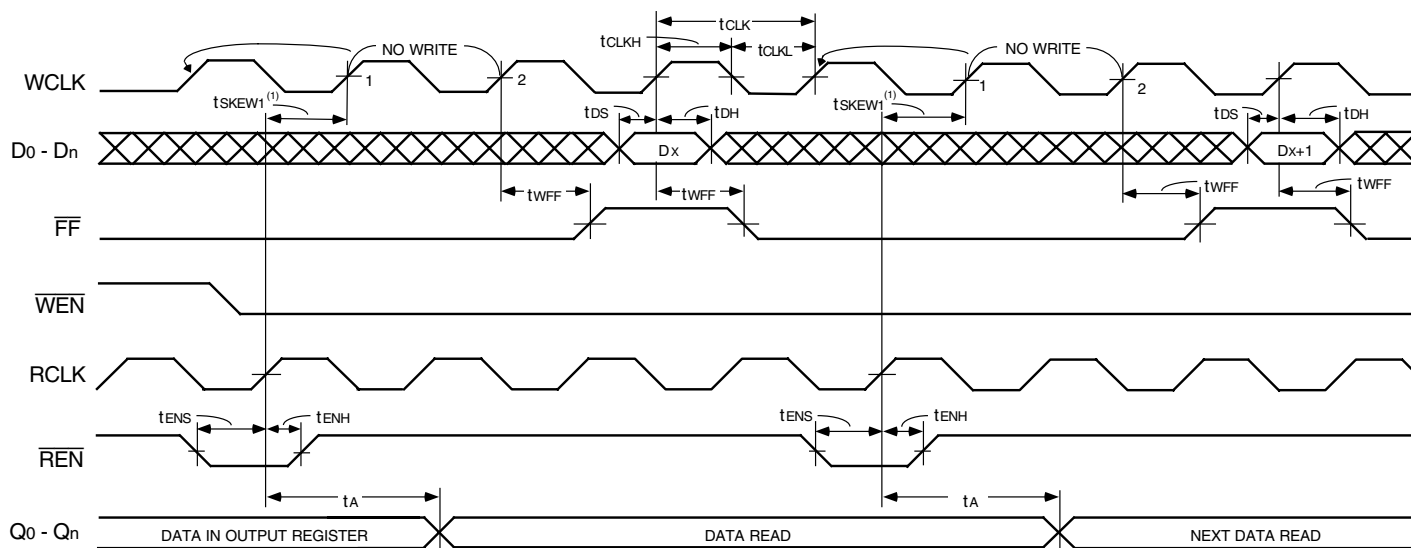 tCLK
tCLKH
tCLKL
NO WRITE
NO WRITE
WCLK
1
2
1
2
tSKEW1(1)
tSKEW1(1)
tDS
tDH
tDS
tDH
D0 - Dn
Dx
Dx+1
tWFF
tWFF
tWFF
tWFF
FF
WEN
RCLK
tENS
tENH
tENS
tENH
REN
tA
tA
Q0 - Qn
DATA IN OUTPUT REGISTER
DATA READ
NEXT DATA READ